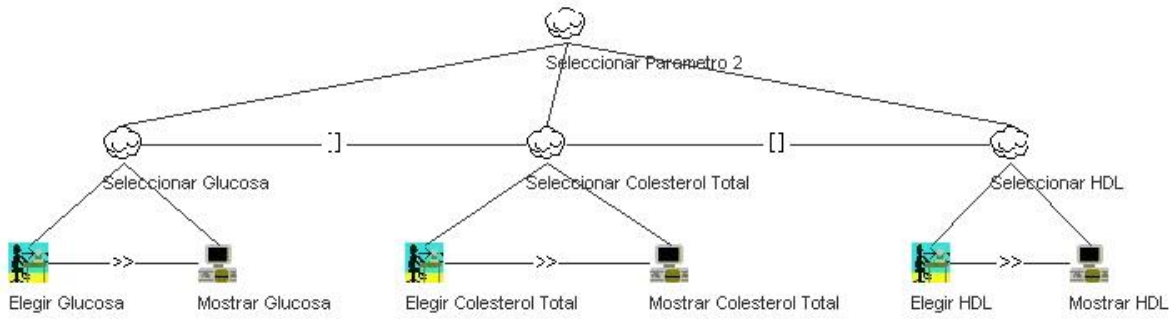 Seleccionar Parametro 2
[] []
Seleccionar Glucosa Seleccionar Colesterol Total Seleccionar HDL
>> >> >>
Elegir Glucosa Mostrar Glucosa Elegir Colesterol Total Mostrar Colesterol Total Elegir HDL Mostrar HDL